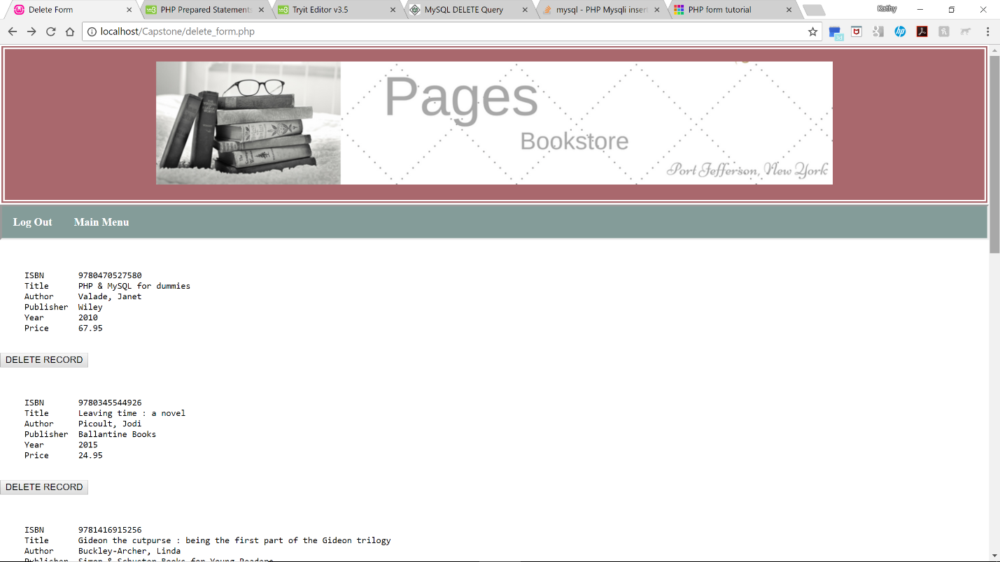 Delete Form
PHP Prepared Statements
Tryit Editor v3.5
MySQL DELETE Query
mysql - PHP Mysqli insert
PHP form tutorial
Kathy
localhost/Capstone/delete_form.php
Pages
Bookstore
Port Jefferson, New York
Log Out Main Menu
ISBN 9780470527580
Title PHP & MySQL for dummies
Author Valade, Janet
Publisher Wiley
Year 2010
Price 67.95
DELETE RECORD
ISBN 9780345544926
Title Leaving time : a novel
Author Picoult, Jodi
Publisher Ballantine Books
Year 2015
Price 24.95
DELETE RECORD
ISBN 9781416915256
Title Gideon the cutpurse : being the first part of the Gideon trilogy
Author Buckley-Archer, Linda
Publisher Simon & Schuster Books for Young Readers